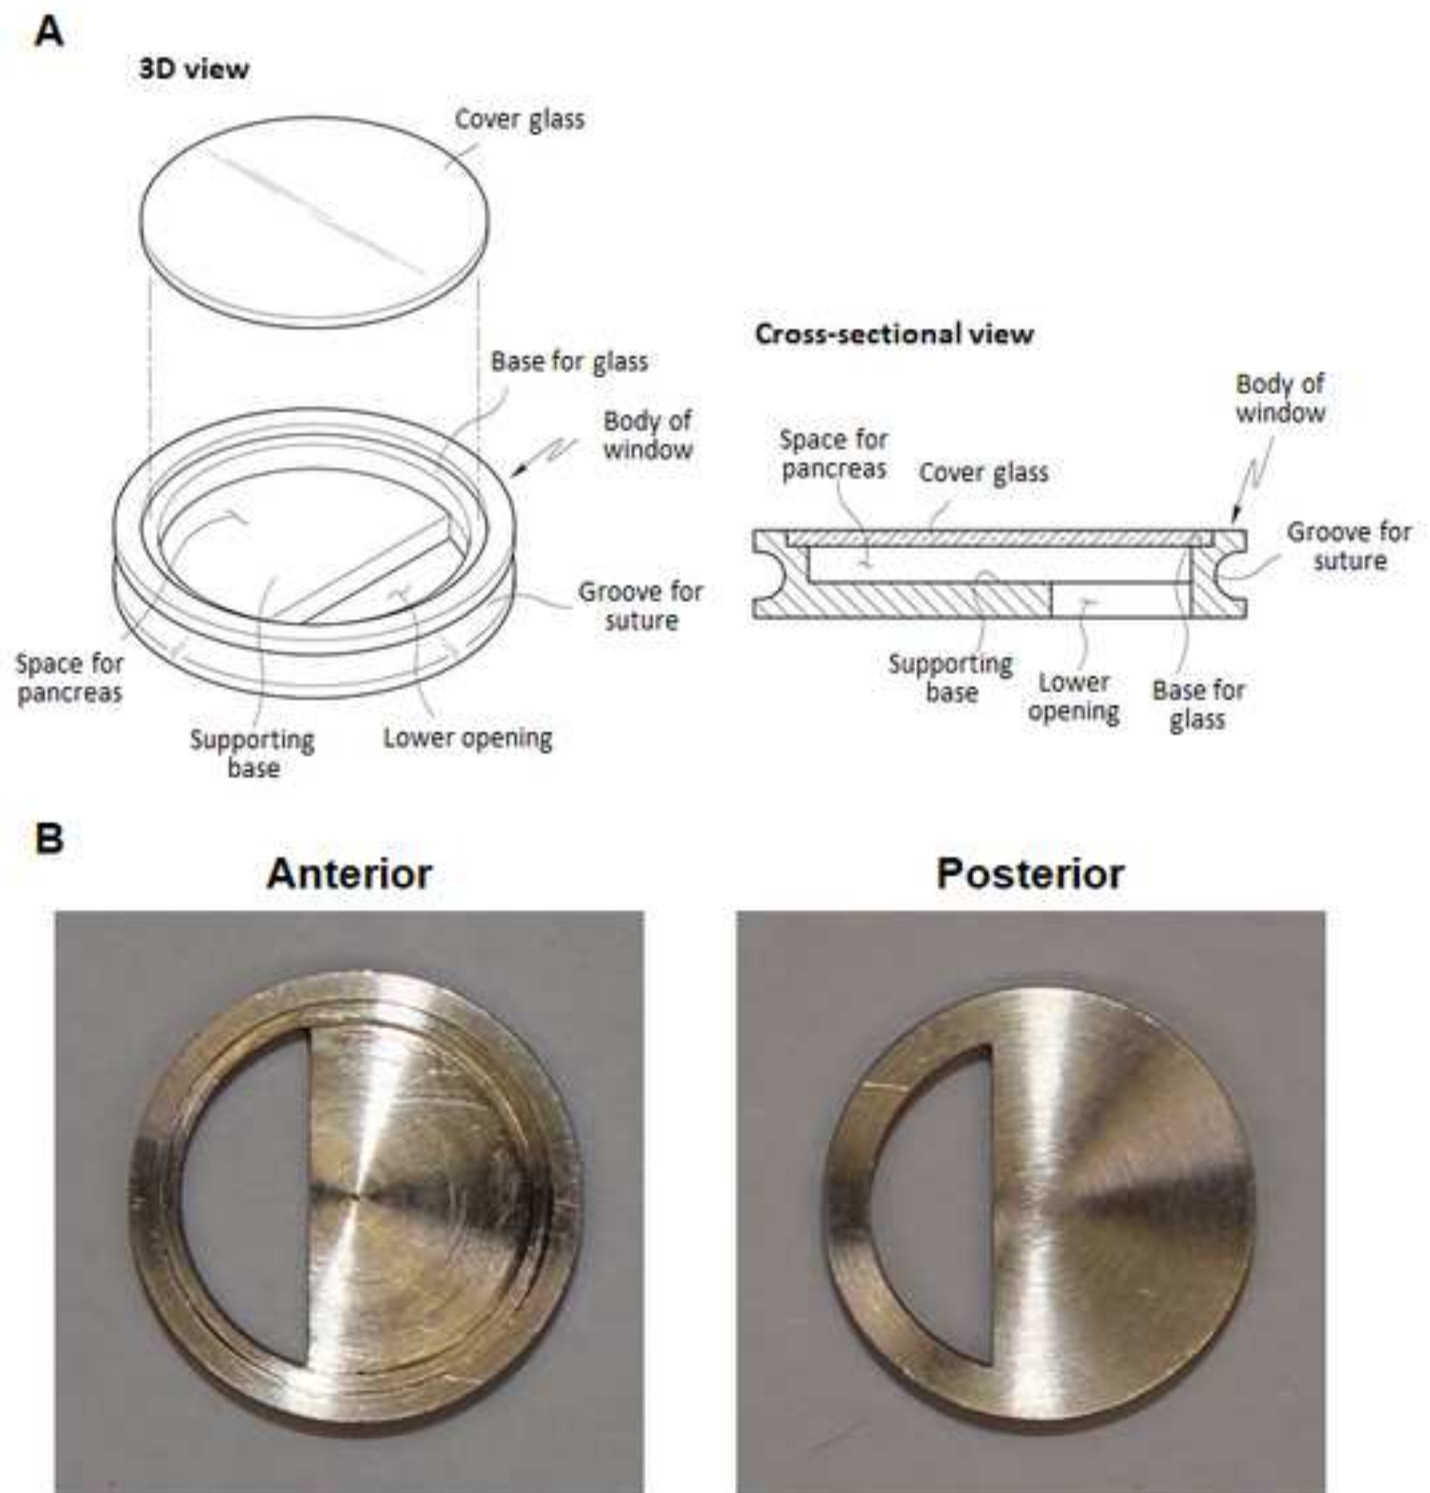 A
3D view
Cover glass
Base for glass
Body of
window
Groove for
suture
Space for
pancreas
Supporting
base
Lower opening
Cross-sectional view
Body of
window
Space for
pancreas
Cover glass
Groove for
suture
Supporting
base
Lower
opening
Base for
glass
B
Anterior
Posterior